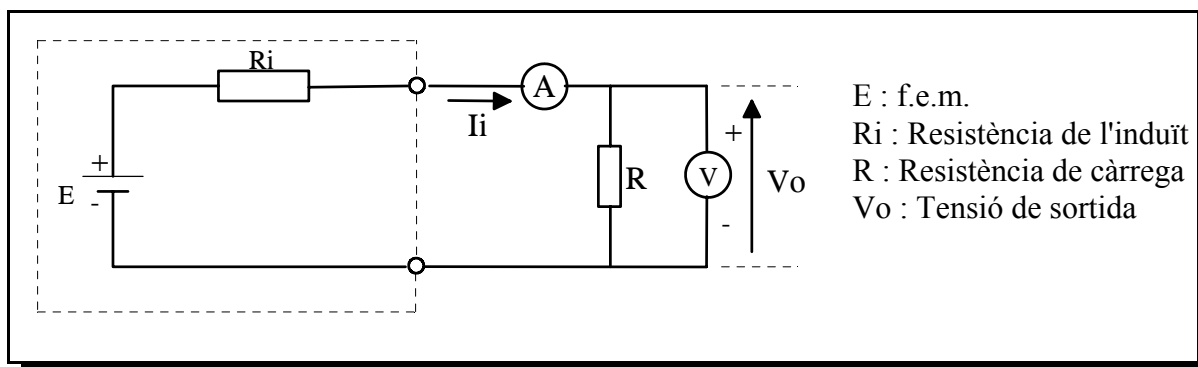 Ri
A
Ii
+
E
-
R
V
+
-
Vo
E : f.e.m.
Ri : Resistència de l'induït
R : Resistència de càrrega
Vo : Tensió de sortida